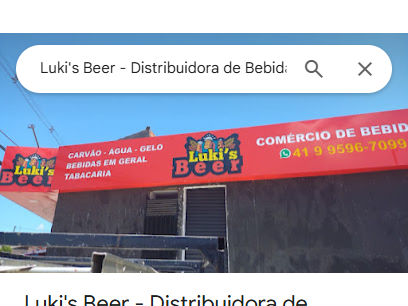 Luki's Beer - Distribuidora de Bebida
CARVÃO - ÁGUA - GELO
BEBIDAS EM GERAL
TABACARIA
Luki's
Beer
Luki's
Beer
COMÉRCIO DE BEBID
41 9 9596-7099
Luki's Beer - Distribuidora de